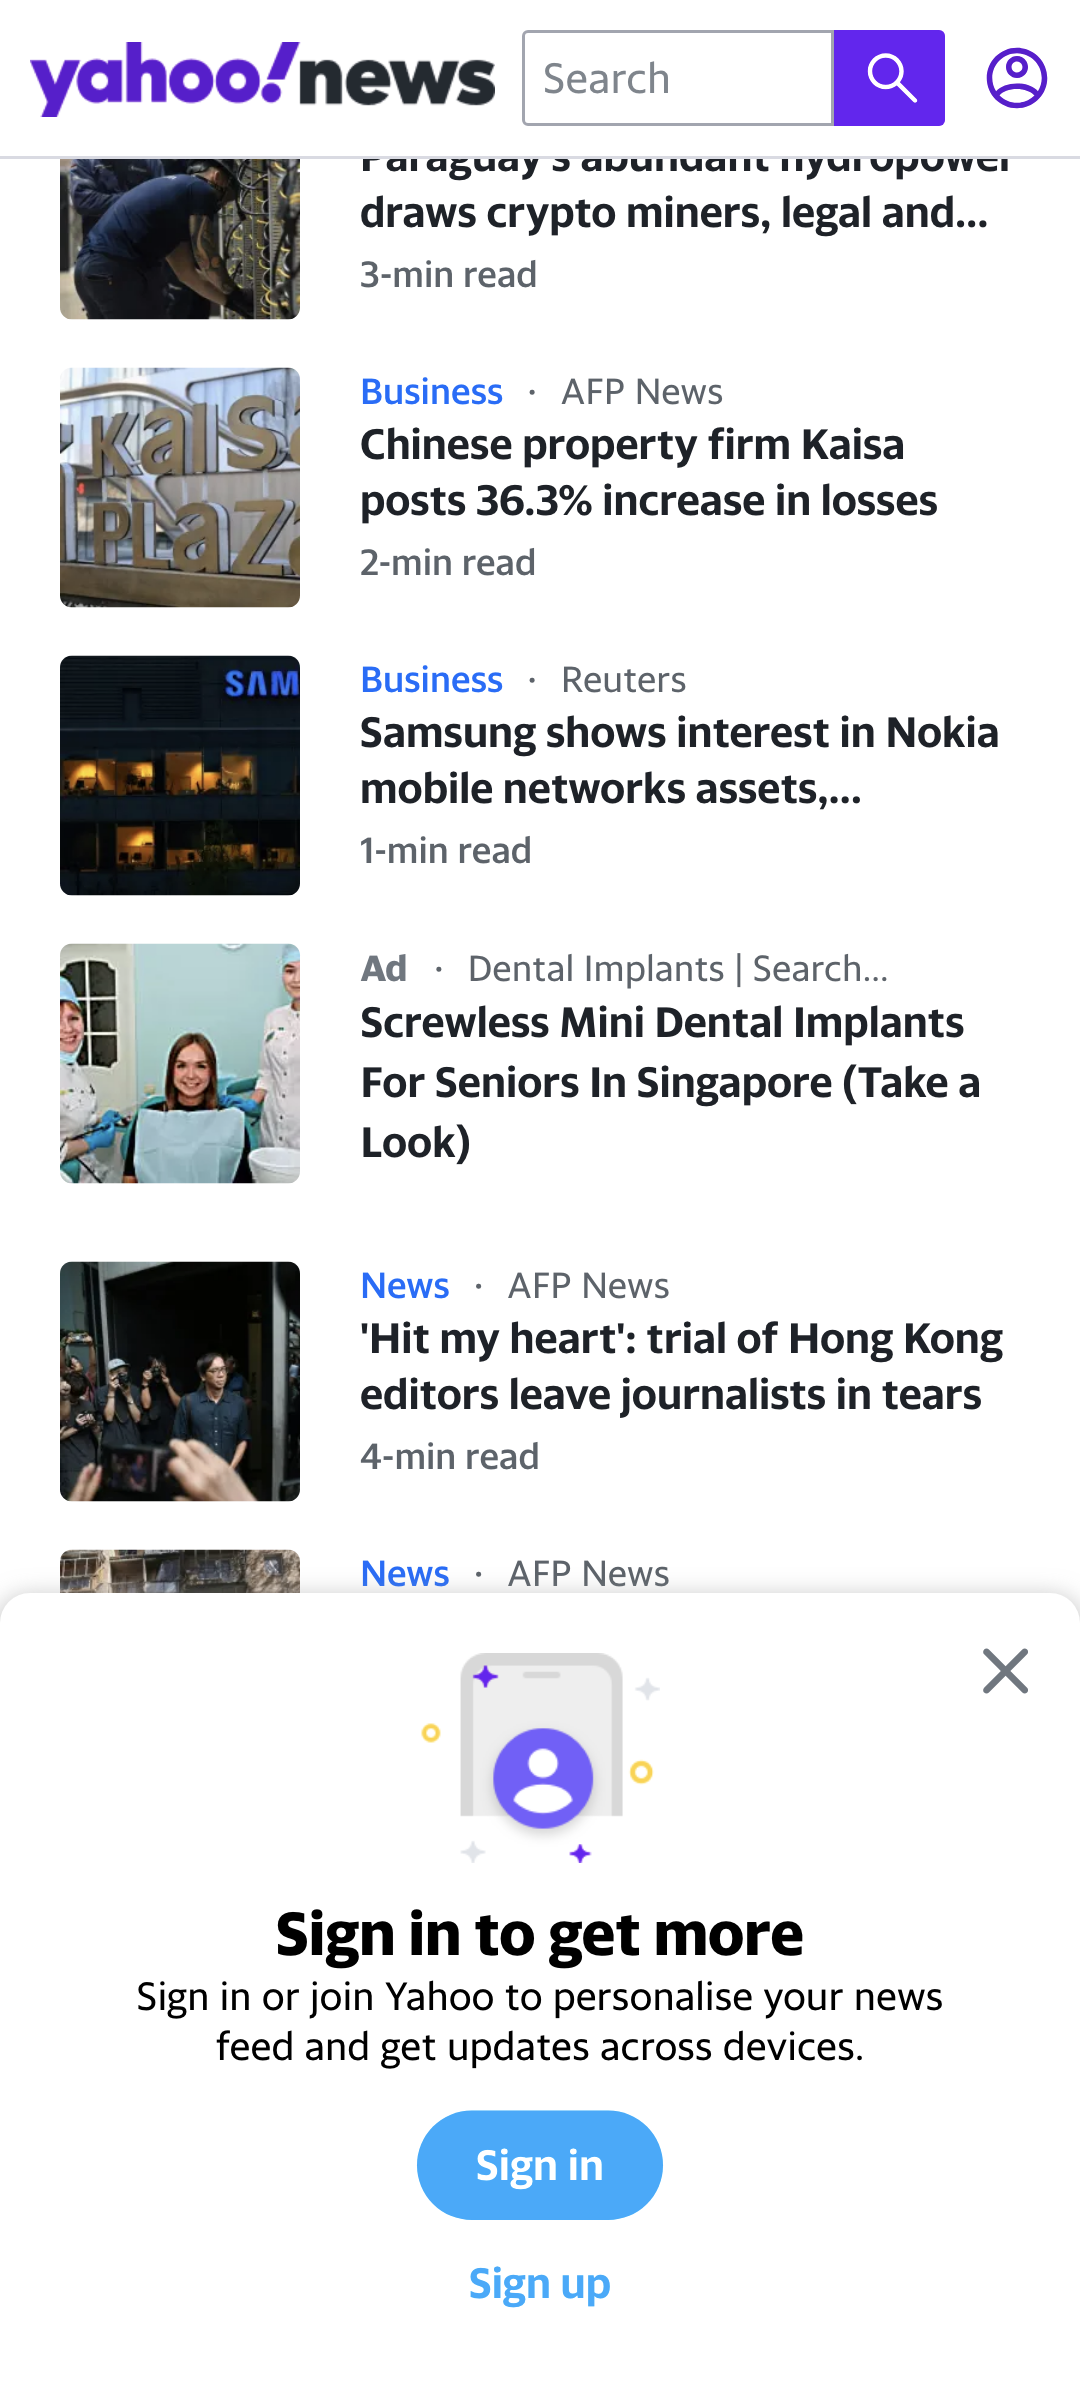 yahoo!news
Search
Paraguay's abundant hydropower
draws crypto miners, legal and...
3-min read
KAISA
PLAZA
Business · AFP News
Chinese property firm Kaisa
posts 36.3% increase in losses
2-min read
SAM
Business · Reuters
Samsung shows interest in Nokia
mobile networks assets,...
1-min read
Ad · Dental Implants | Search...
Screwless Mini Dental Implants
For Seniors In Singapore (Take a
Look)
News · AFP News
'Hit my heart': trial of Hong Kong
editors leave journalists in tears
4-min read
News · AFP News
Sign in to get more
Sign in or join Yahoo to personalise your news
feed and get updates across devices.
Sign in
Sign up